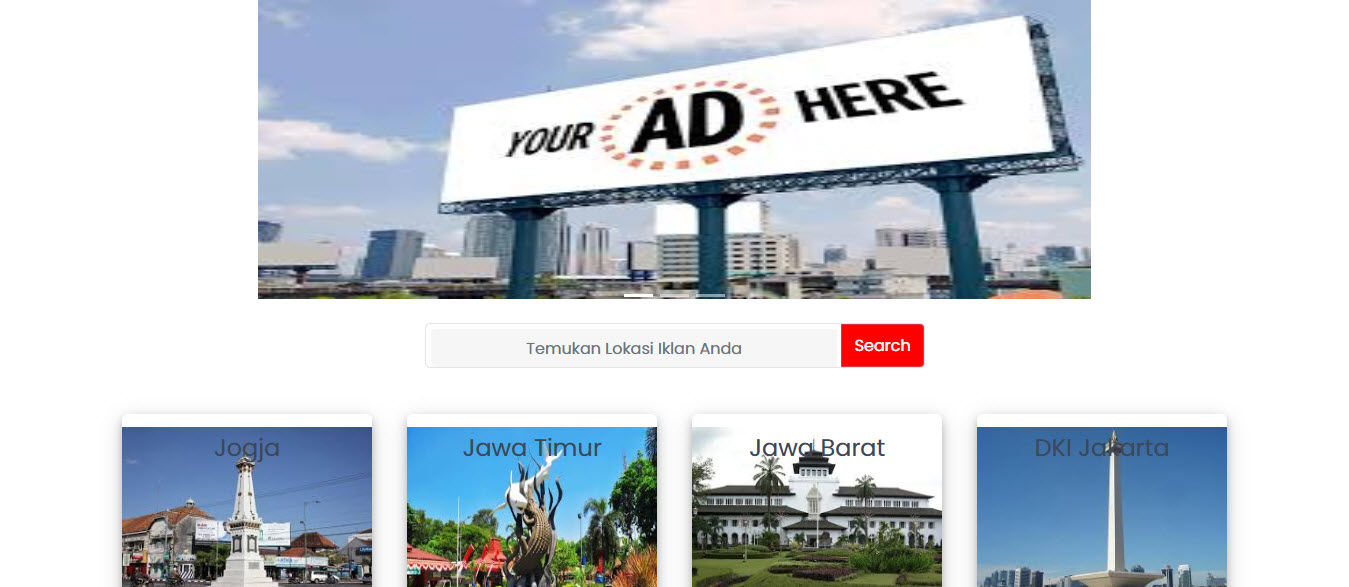 YOUR AD HERE
Temukan Lokasi Iklan Anda
Search
Jogja
Jawa Timur
Jawa Barat
DKI Jakarta